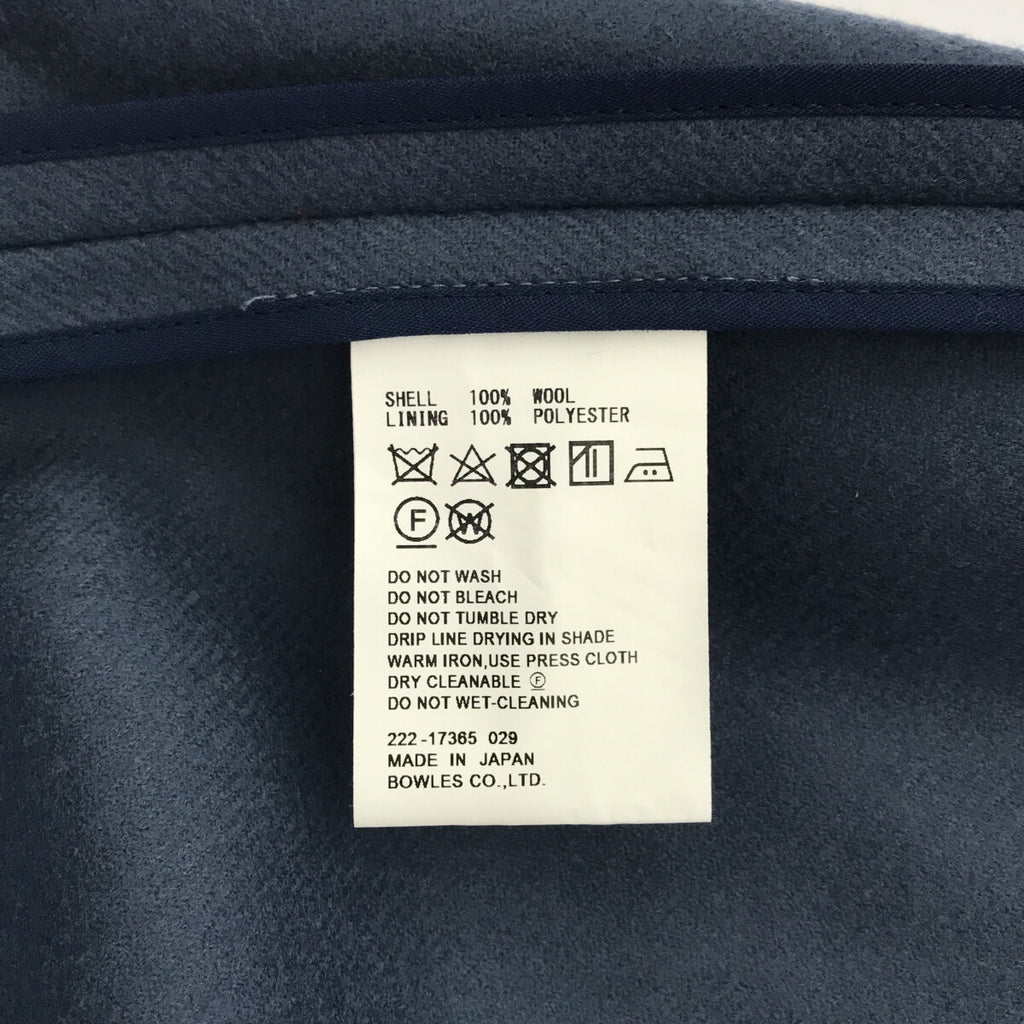 SHELL 100% WOOL
LINING 100% POLYESTER
F W
DO NOT WASH
DO NOT BLEACH
DO NOT TUMBLE DRY
DRIP LINE DRYING IN SHADE
WARM IRON,USE PRESS CLOTH
DRY CLEANABLE Ⓕ
DO NOT WET-CLEANING
222-17365 029
MADE IN JAPAN
BOWLES CO.,LTD.